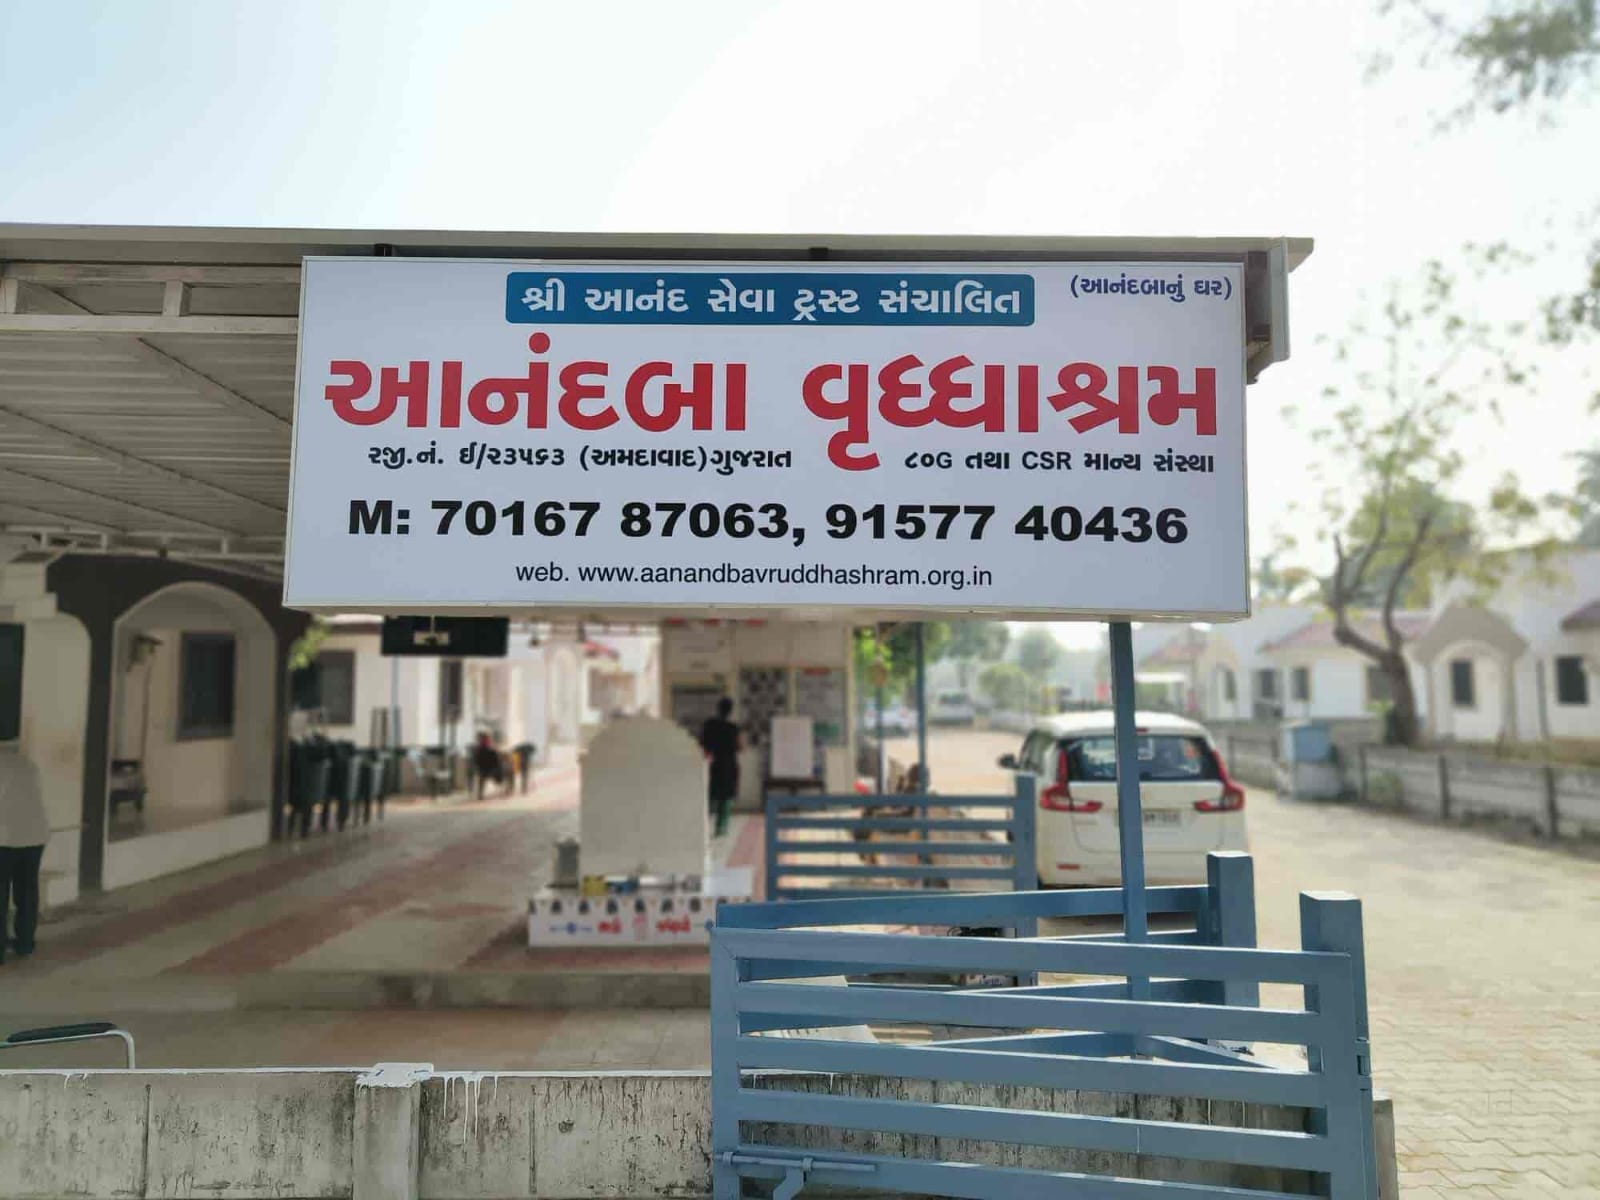 શ્રી આનંદ સેવા ટ્રસ્ટ સંચાલિત
(આનંદબાનું ઘર)
આનંદબા વૃધ્ધાશ્રમ
રજી.નં. ઈ/૨૩૫૬૩ (અમદાવાદ)ગુજરાત
૮૦G તથા CSR માન્ય સંસ્થા
M: 70167 87063, 91577 40436
web. www.aanandbavruddhashram.org.in